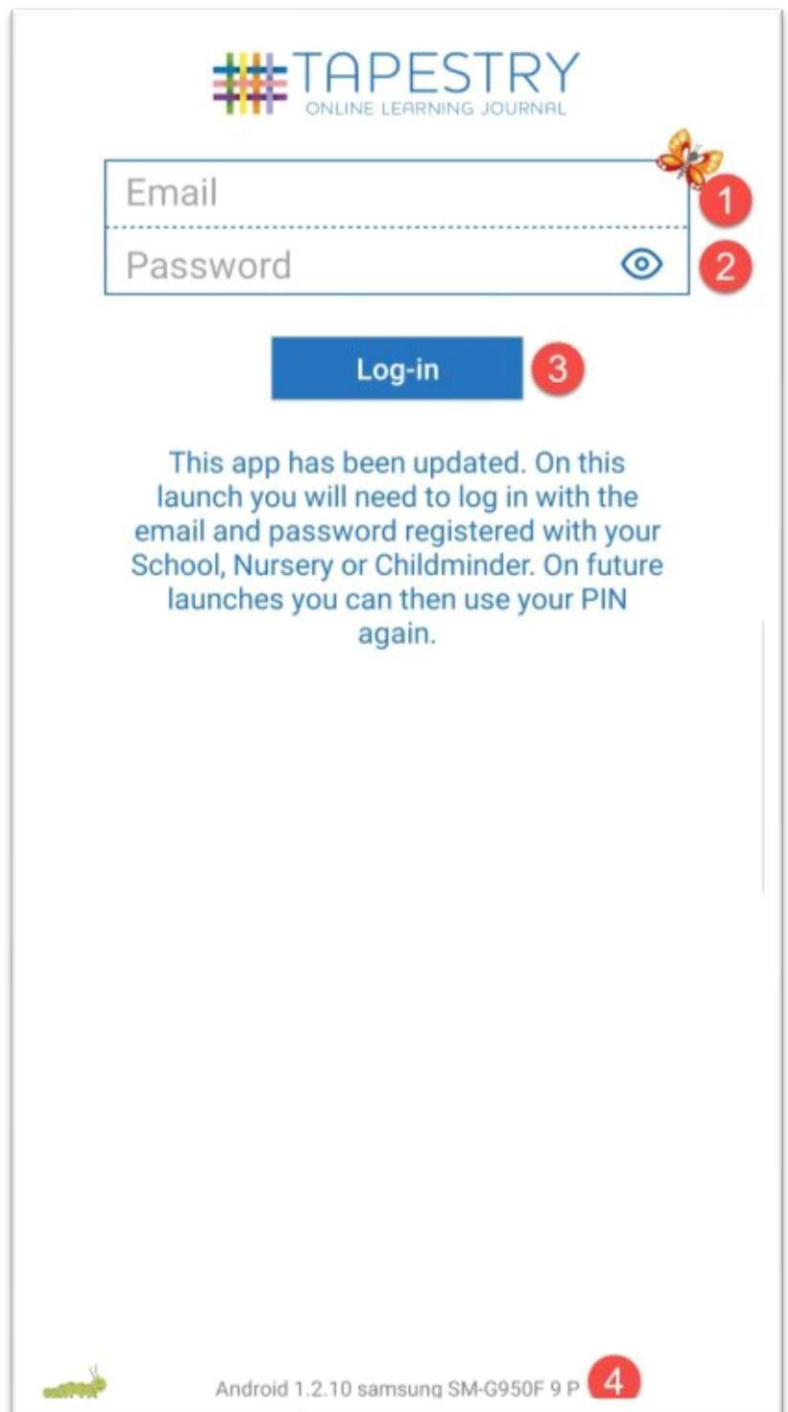 TAPESTRY
ONLINE LEARNING JOURNAL
Email
1
Password
2
Log-in
3
This app has been updated. On this
launch you will need to log in with the
email and password registered with your
School, Nursery or Childminder. On future
launches you can then use your PIN
again.
Android 1.2.10 samsung SM-G950F 9 P
4